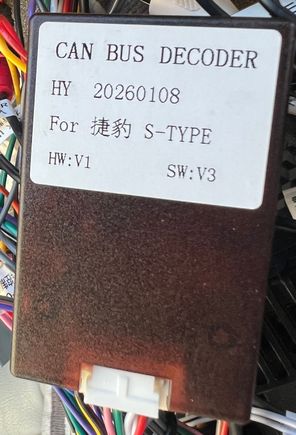 CAN BUS DECODER
HY 20260108
For 捷豹 S-TYPE
HW:V1 SW:V3